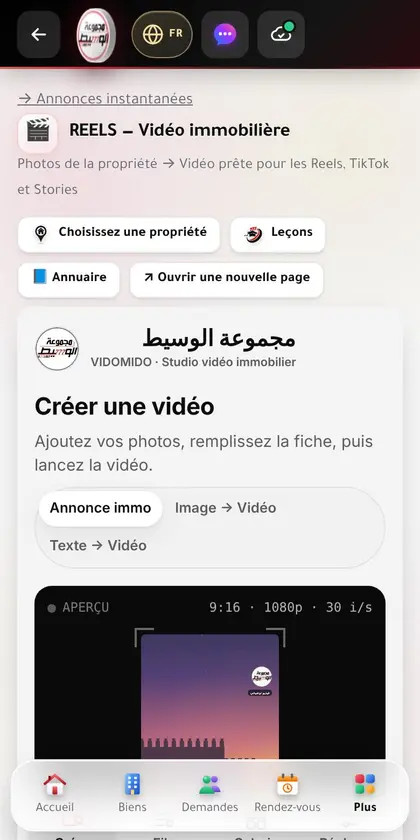 FR
→ Annonces instantanées
REELS – Vidéo immobilière
Photos de la propriété → Vidéo prête pour les Reels, TikTok
et Stories
Choisissez une propriété
Leçons
Annuaire
↗ Ouvrir une nouvelle page
مجموعة الوسيط
VIDOMIDO · Studio vidéo immobilier
Créer une vidéo
Ajoutez vos photos, remplissez la fiche, puis
lancez la vidéo.
Annonce immo
Image → Vidéo
Texte → Vidéo
APERÇU
9:16 · 1080p · 30 i/s
Accueil
Biens
Demandes
Rendez-vous
Plus